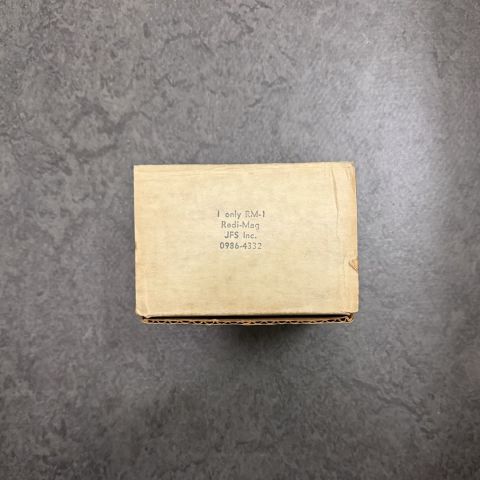 1 only RM-1
Redi-Mag
JFS Inc.
0986-4332